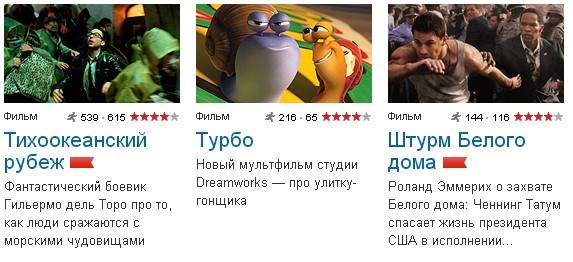 Фильм 539 · 615
Тихоокеанский
рубеж
Фантастический боевик
Гильермо дель Торо про то,
как люди сражаются с
морскими чудовищами
Фильм 216 · 65
Турбо
Новый мультфильм студии
Dreamworks — про улитку-
гонщика
Фильм 144 · 116
Штурм Белого
дома
Роланд Эммерих о захвате
Белого дома: Ченнинг Татум
спасает жизнь президента
США в исполнении...